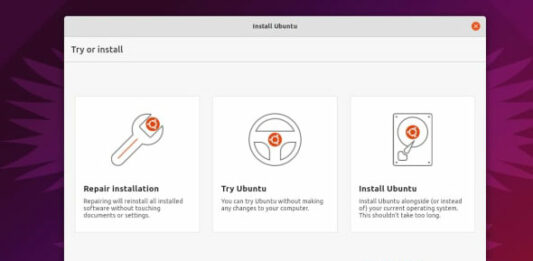 Install Ubuntu
Try or install
Repair installation
Repairing will reinstall all installed
software without touching
documents or settings.
Try Ubuntu
You can try Ubuntu without making
any changes to your computer.
Install Ubuntu
Install Ubuntu alongside (or instead
of) your current operating system.
This shouldn't take too long.